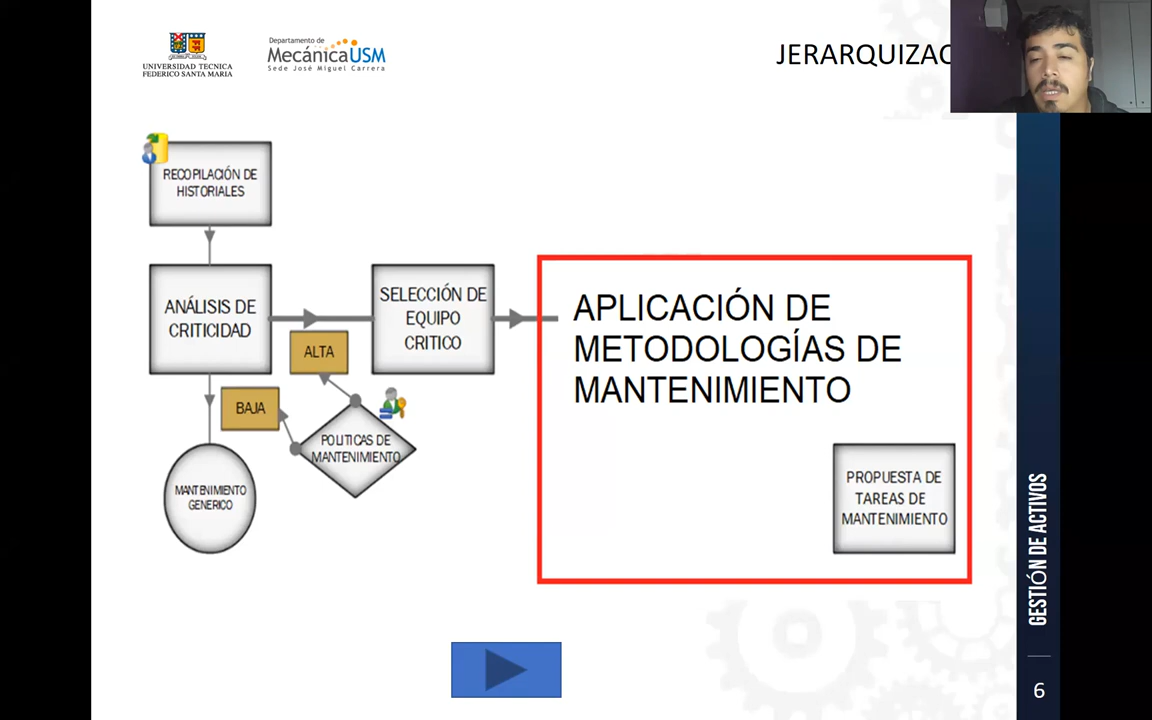 UNIVERSIDAD TECNICA
FEDERICO SANTA MARIA
Departamento de
MecánicaUSM
Sede José Miguel Carrera
JERARQUIZAC
RECOPILACIÓN DE
HISTORIALES
ANÁLISIS DE
CRITICIDAD
SELECCIÓN DE
EQUIPO
CRITICO
ALTA
BAJA
POLITICAS DE
MANTENIMIENTO
MANTENIMIENTO
GENERICO
APLICACIÓN DE
METODOLOGÍAS DE
MANTENIMIENTO
PROPUESTA DE
TAREAS DE
MANTENIMIENTO
GESTIÓN DE ACTIVOS
6